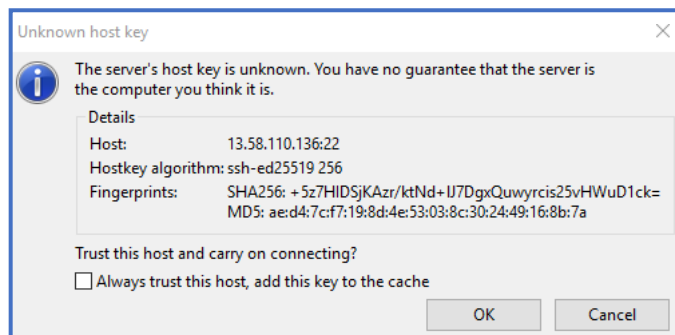 Unknown host key
The server's host key is unknown. You have no guarantee that the server is
the computer you think it is.
Details
Host: 13.58.110.136:22
Hostkey algorithm: ssh-ed25519 256
Fingerprints: SHA256: +5z7HIDSjKAzr/ktNd+IJ7DgxQuwyrcis25vHWuD1ck=
MD5: ae:d4:7c:f7:19:8d:4e:53:03:8c:30:24:49:16:8b:7a
Trust this host and carry on connecting?
Always trust this host, add this key to the cache
OK Cancel